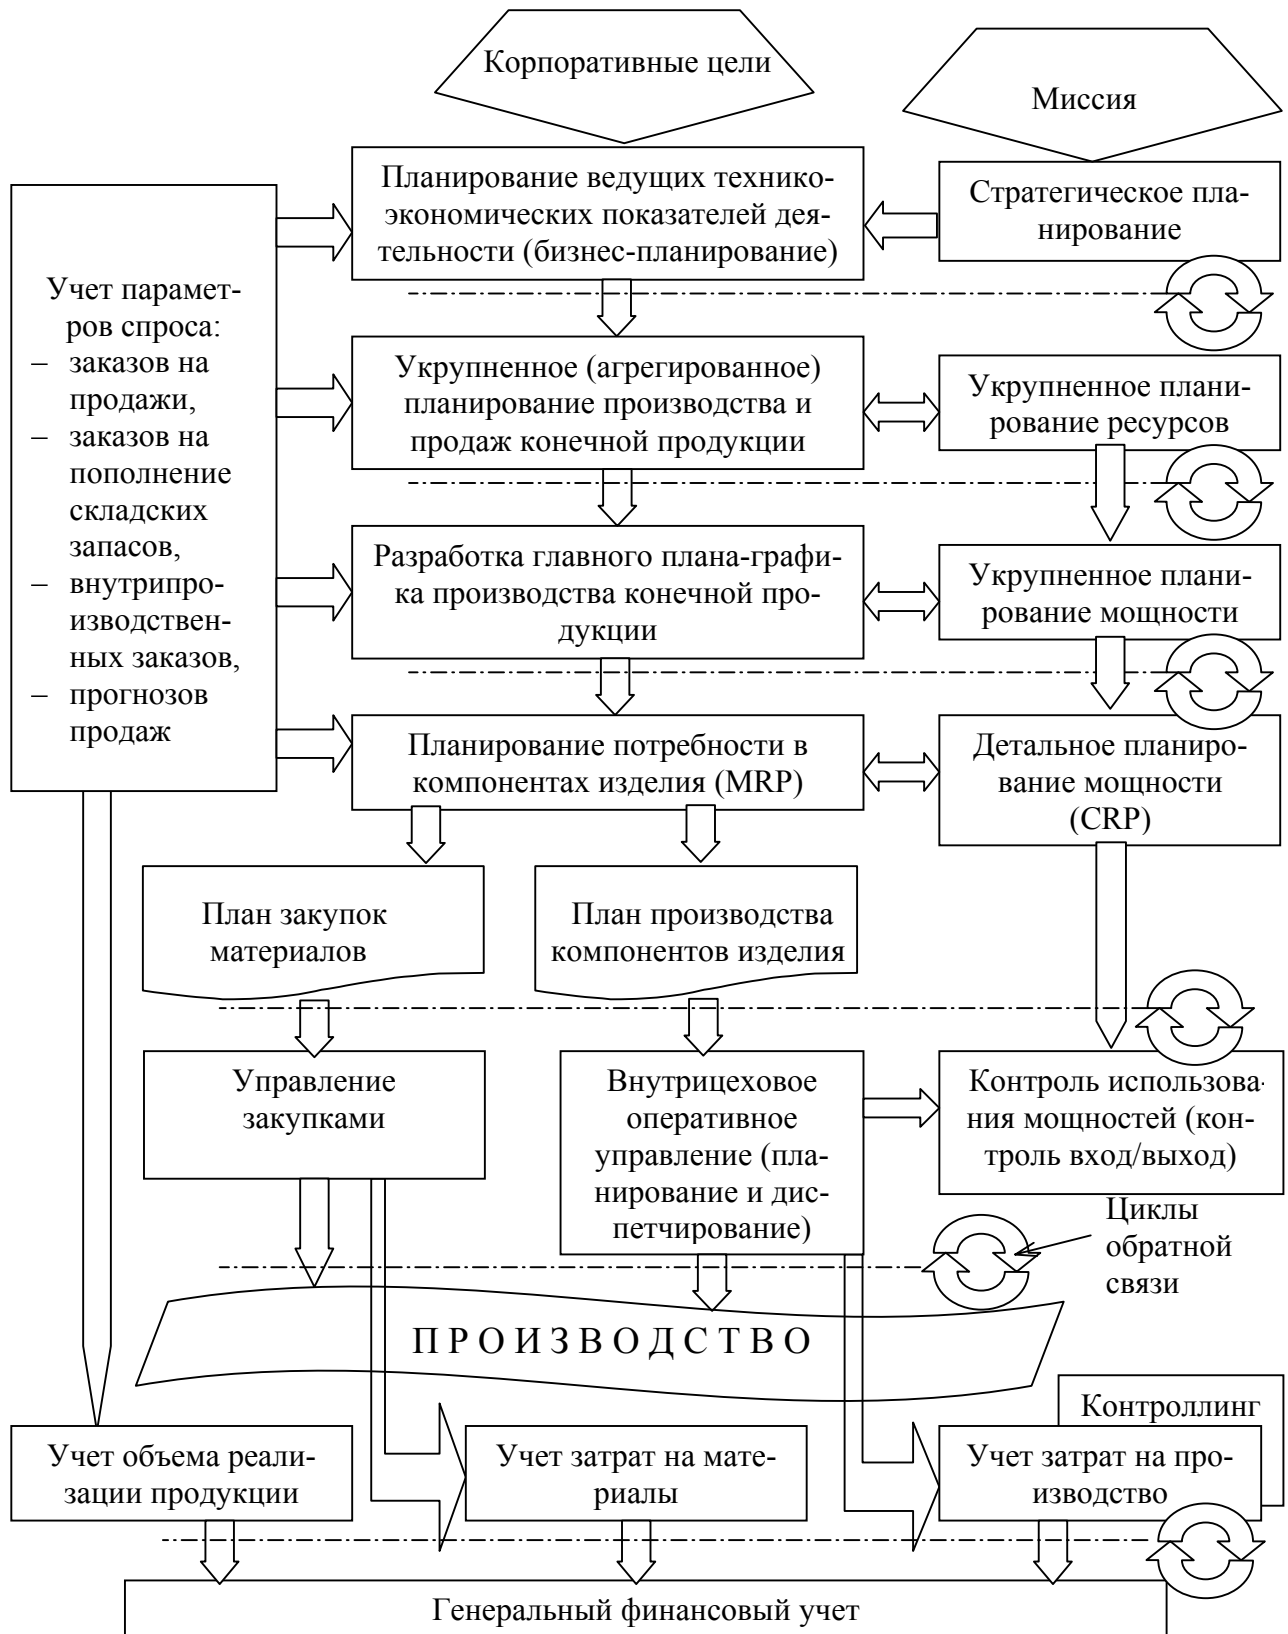 Корпоративные цели
Миссия
Планирование ведущих технико-
экономических показателей дея-
тельности (бизнес-планирование)
Стратегическое пла-
нирование
Учет парамет-
ров спроса:
– заказов на
продажи,
– заказов на
пополнение
складских
запасов,
– внутрипро-
изводствен-
ных заказов,
– прогнозов
продаж
Укрупненное (агрегированное)
планирование производства и
продаж конечной продукции
Укрупненное плани-
рование ресурсов
Разработка главного плана-графи-
ка производства конечной про-
дукции
Укрупненное плани-
рование мощности
Планирование потребности в
компонентах изделия (MRP)
Детальное планиро-
вание мощности
(CRP)
План закупок
материалов
План производства
компонентов изделия
Управление
закупками
Внутрицеховое
оперативное
управление (пла-
нирование и дис-
петчирование)
Контроль использова-
ния мощностей (кон-
троль вход/выход)
Циклы
обратной
связи
П Р О И З В О Д С Т В О
Контроллинг
Учет объема реали-
зации продукции
Учет затрат на мате-
риалы
Учет затрат на про-
изводство
Генеральный финансовый учет